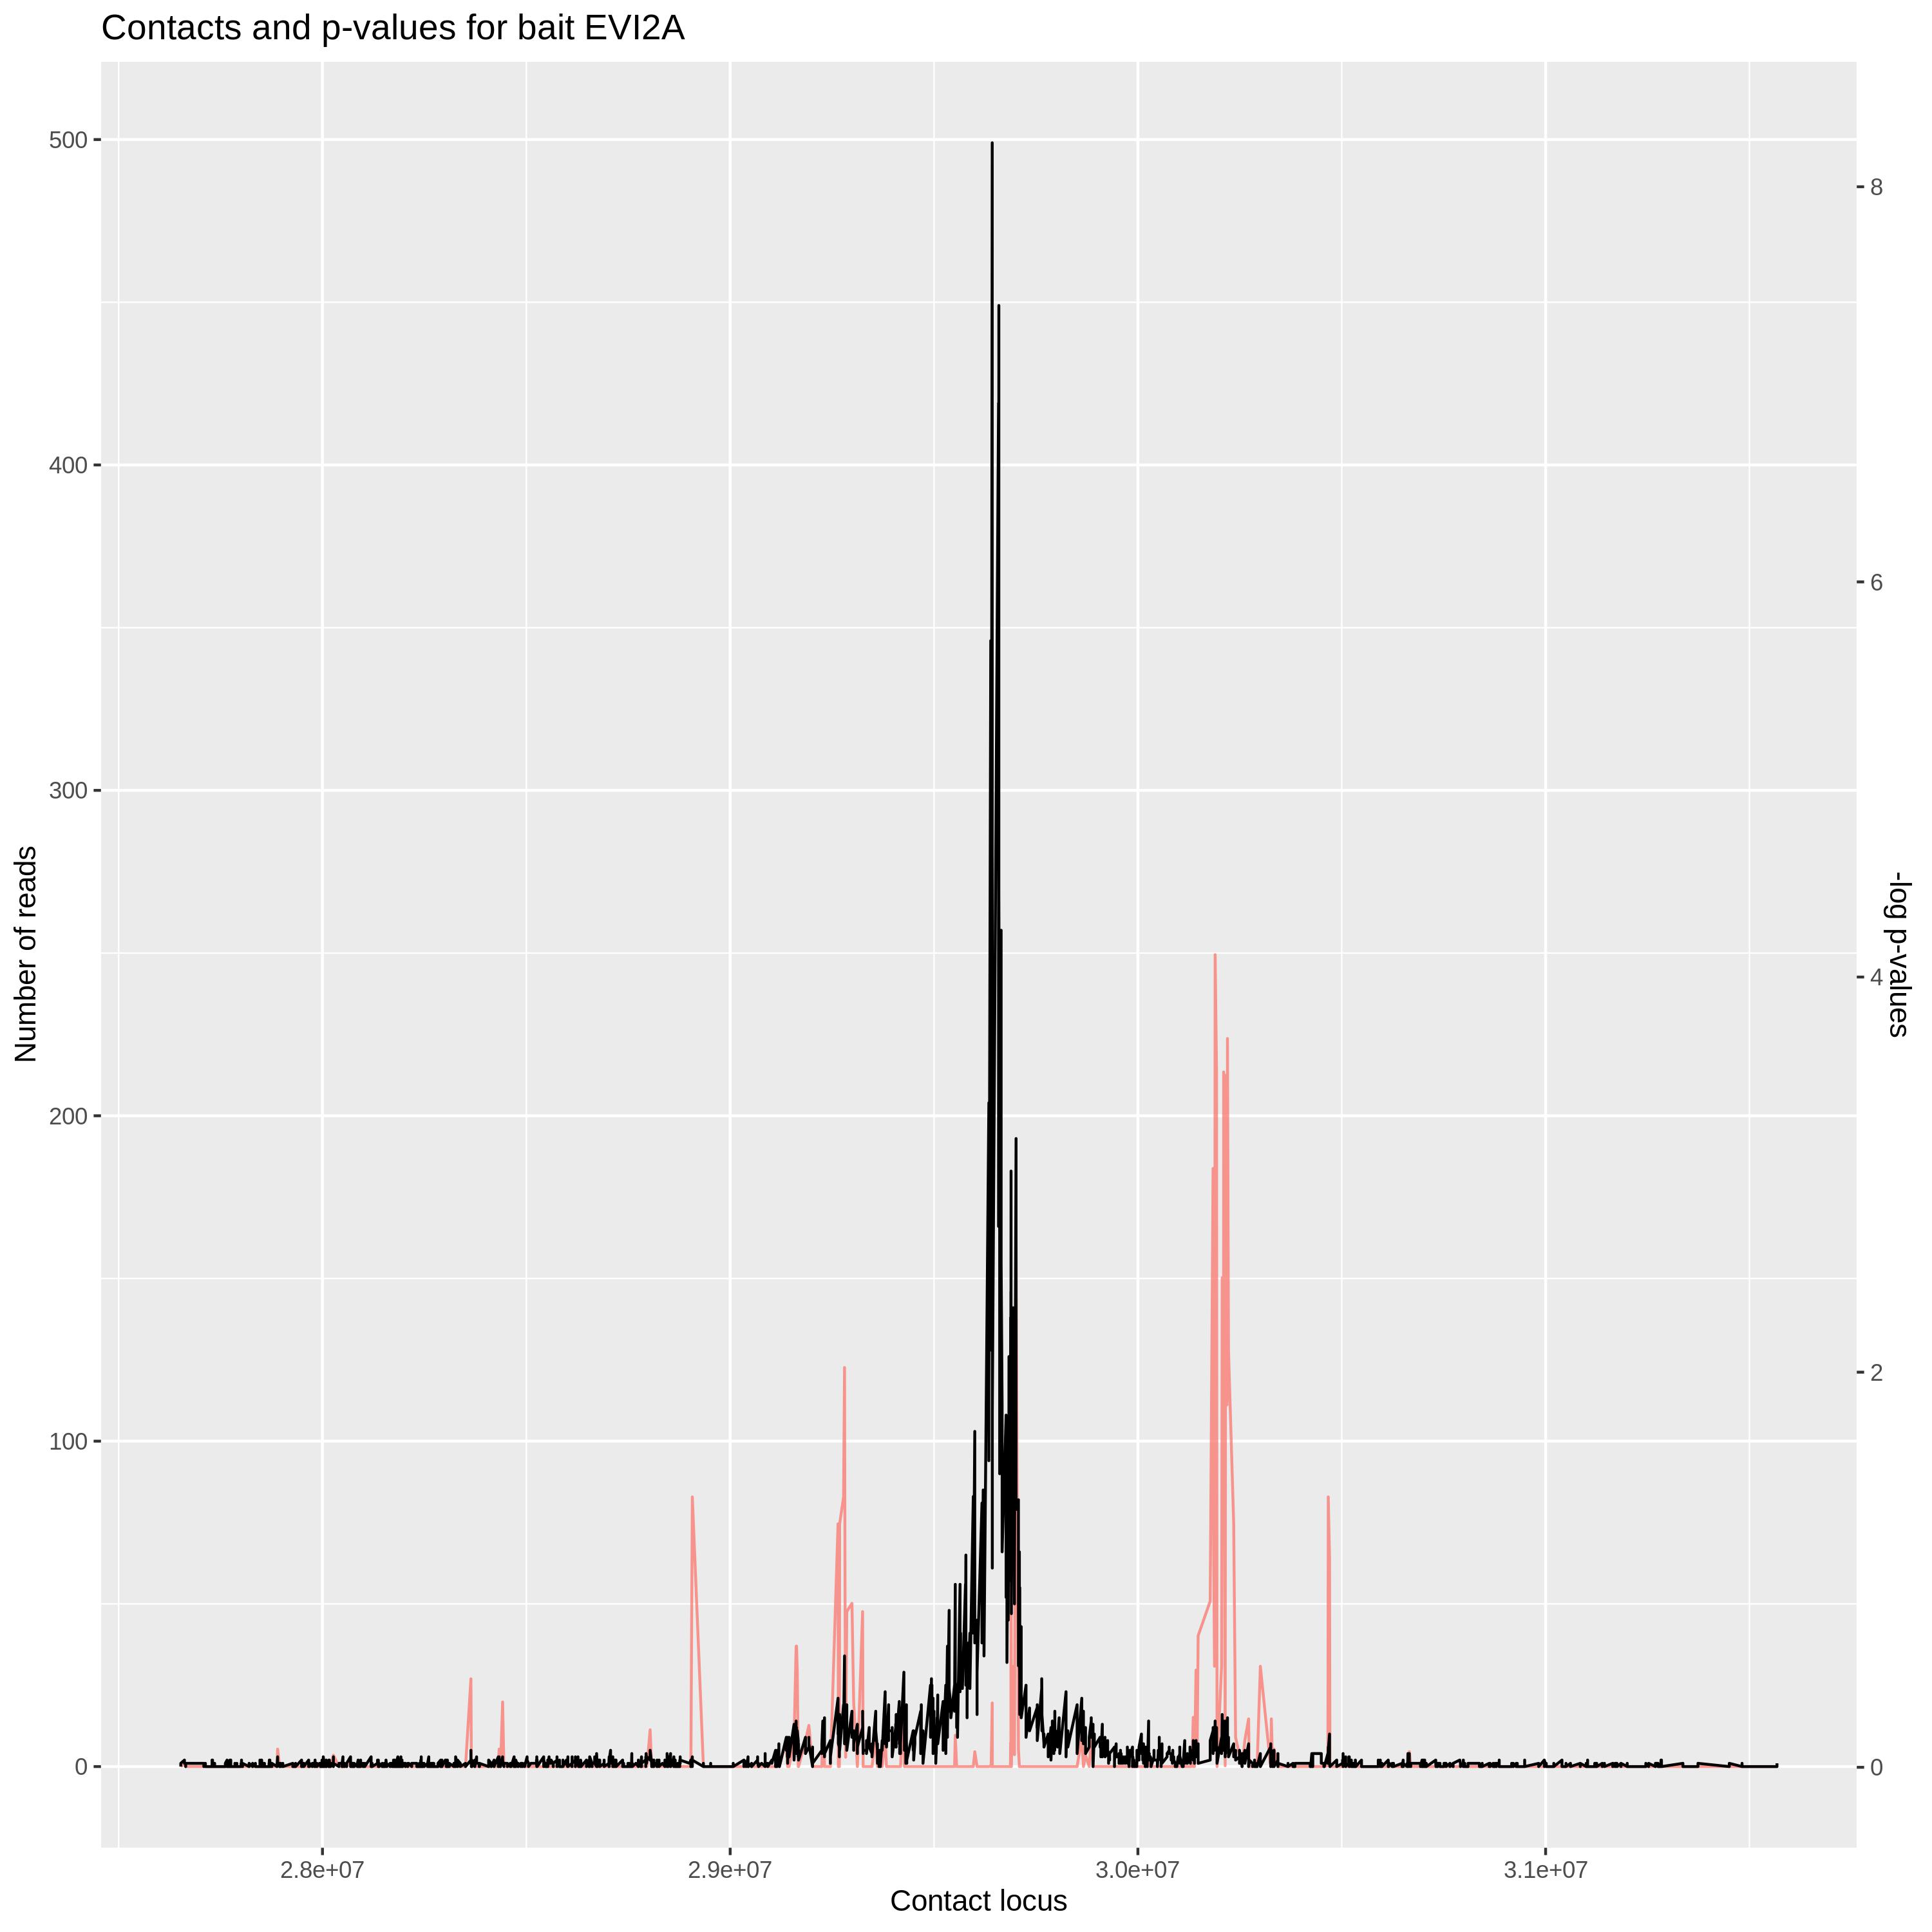 Contacts and p-values for bait EVI2A
500
400
300
200
100
0
Number of reads
8
6
4
2
0
-log p-values
2.8e+07
2.9e+07
3.0e+07
3.1e+07
Contact locus